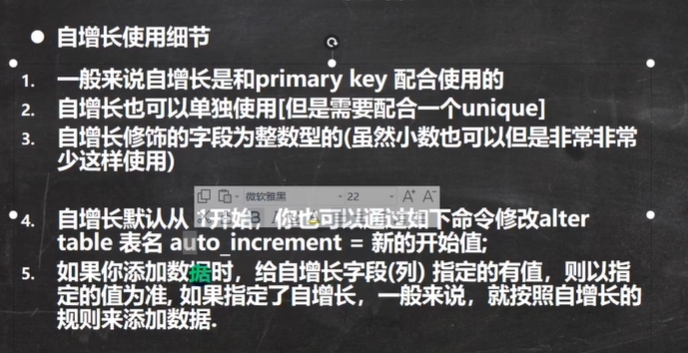 自增长使用细节
1. 一般来说自增长是和primary key 配合使用的
2. 自增长也可以单独使用[但是需要配合一个unique]
3. 自增长修饰的字段为整数型的(虽然小数也可以但是非常非常
少这样使用)
微软雅黑 22 A A
4. 自增长默认从 1开始, 你也可以通过如下命令修改alter
table 表名 auto_increment = 新的开始值;
5. 如果你添加数据时，给自增长字段(列) 指定的有值，则以指
定的值为准, 如果指定了自增长，一般来说，就按照自增长的
规则来添加数据.